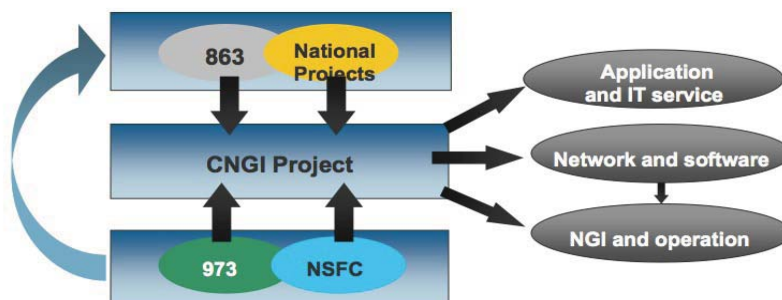 863
National
Projects
Application
and IT service
CNGI Project
Network and software
973
NSFC
NGI and operation